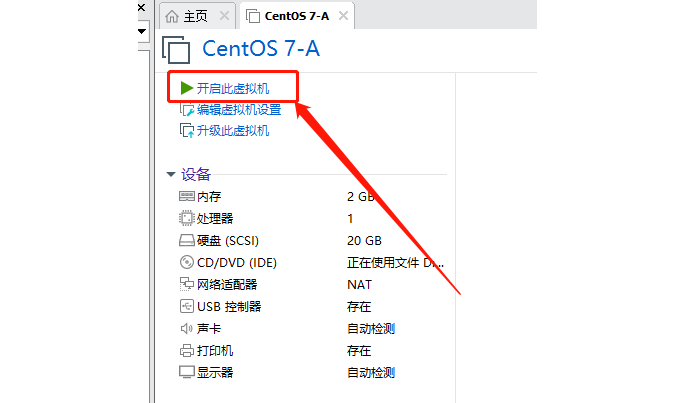 主页
CentOS 7-A
CentOS 7-A
开启此虚拟机
编辑虚拟机设置
升级此虚拟机
设备
内存 2 GB
处理器 1
硬盘 (SCSI) 20 GB
CD/DVD (IDE) 正在使用文件 D:...
网络适配器 NAT
USB 控制器 存在
声卡 自动检测
打印机 存在
显示器 自动检测